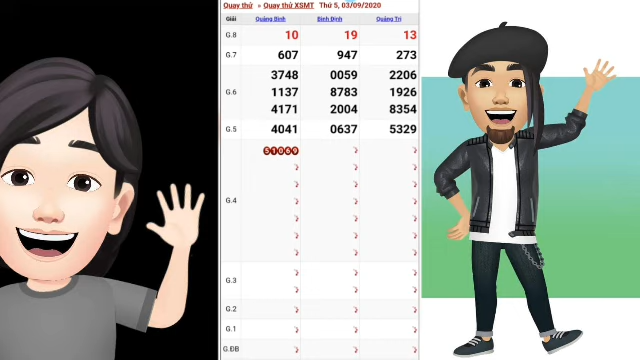 Quay thử » Quay thử XSMT Thứ 5, 03/09/2020
Giải Quảng Bình Bình Định Quảng Trị
G.8 10 19 13
G.7 607 947 273
3748 0059 2206
G.6 1137 8783 1926
4171 2004 8354
G.5 4041 0637 5329
51069
G.4
G.3
G.2
G.1
G.ĐB